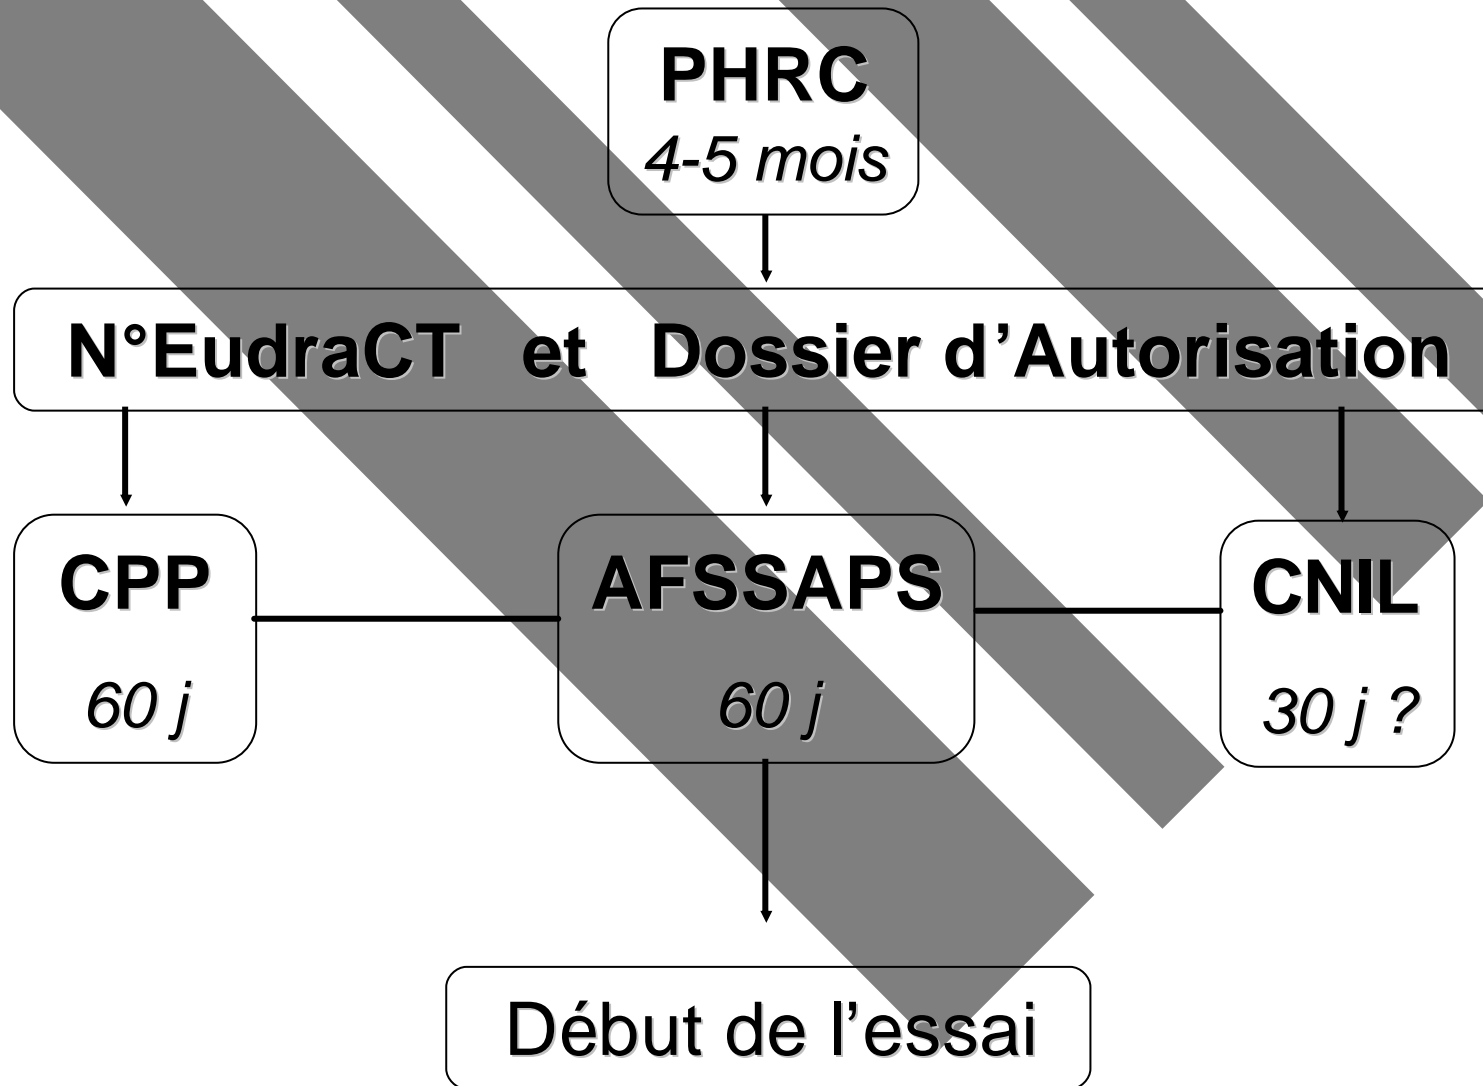 PHRC
4-5 mois
N°EudraCT et Dossier d’Autorisation
CPP
60 j
AFSSAPS
60 j
CNIL
30 j ?
Début de l’essai